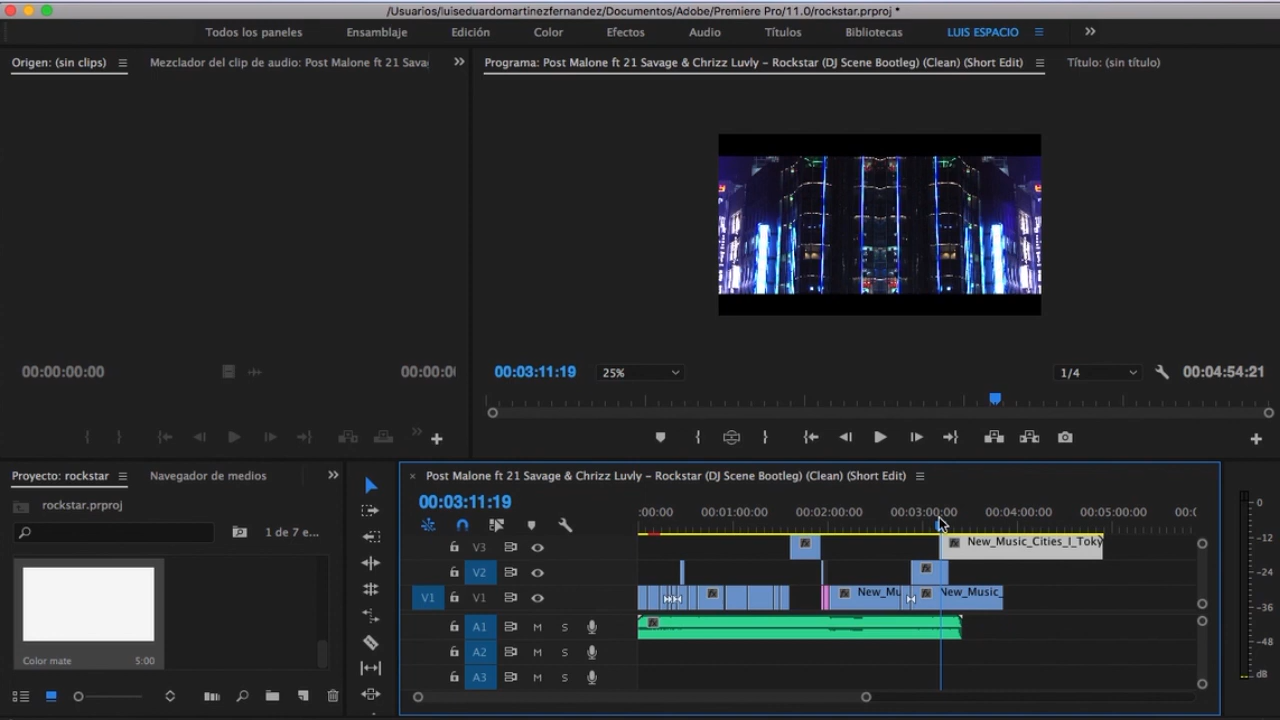 /Usuarios/luiseduardomartinezfernandez/Documentos/Adobe/Premiere Pro/11.0/rockstar.prproj *
Todos los paneles Ensamblaje Edición Color Efectos Audio Títulos Bibliotecas LUIS ESPACIO
Origen: (sin clips) Mezclador del clip de audio: Post Malone ft 21 Sava
Programa: Post Malone ft 21 Savage & Chrizz Luvly – Rockstar (DJ Scene Bootleg) (Clean) (Short Edit) Título: (sin título)
00:00:00:00 00:00:00:0
00:03:11:19 25% 1/4 00:04:54:21
Proyecto: rockstar Navegador de medios
rockstar.prproj
1 de 7 e...
Color mate 5:00
× Post Malone ft 21 Savage & Chrizz Luvly – Rockstar (DJ Scene Bootleg) (Clean) (Short Edit)
00:03:11:19
:00:00 00:01:00:00 00:02:00:00 00:03:00:00 00:04:00:00 00:05:00:00 00:0
V3 New_Music_Cities_I_Toky
V2
V1 V1 New_Mu New_Music_
A1 M S
A2 M S
A3 M S
0
-12
-24
-36
-48
dB